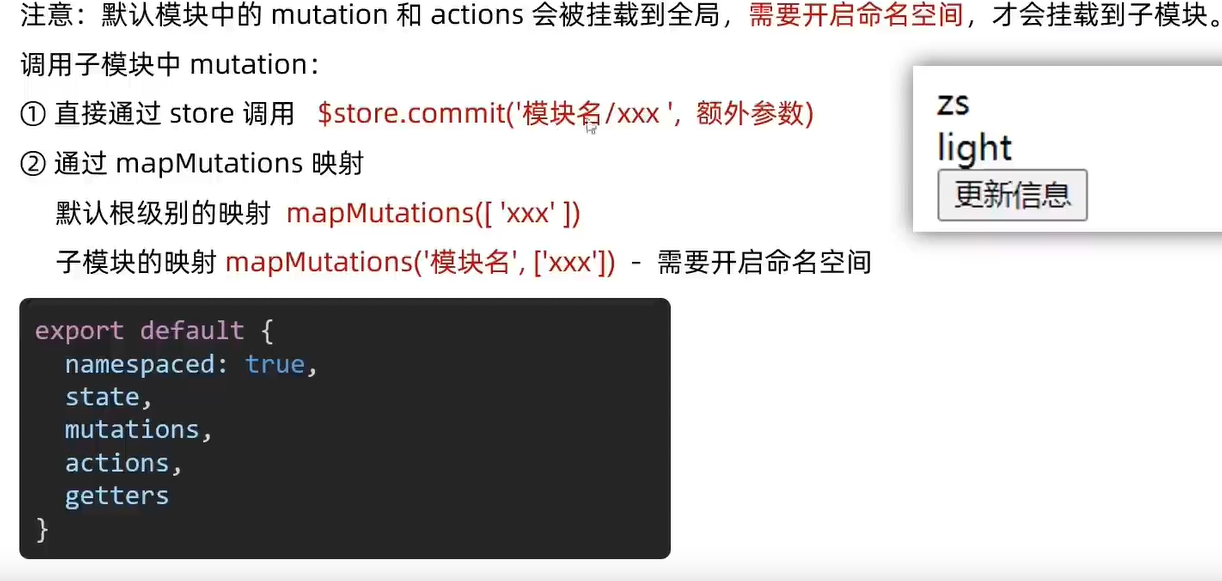 注意：默认模块中的 mutation 和 actions 会被挂载到全局，需要开启命名空间，才会挂载到子模块。
调用子模块中 mutation：
① 直接通过 store 调用 $store.commit('模块名/xxx ', 额外参数)
② 通过 mapMutations 映射
默认根级别的映射 mapMutations([ 'xxx' ])
子模块的映射 mapMutations('模块名', ['xxx']) - 需要开启命名空间
zs
light
更新信息
export default {
  namespaced: true,
  state,
  mutations,
  actions,
  getters
}